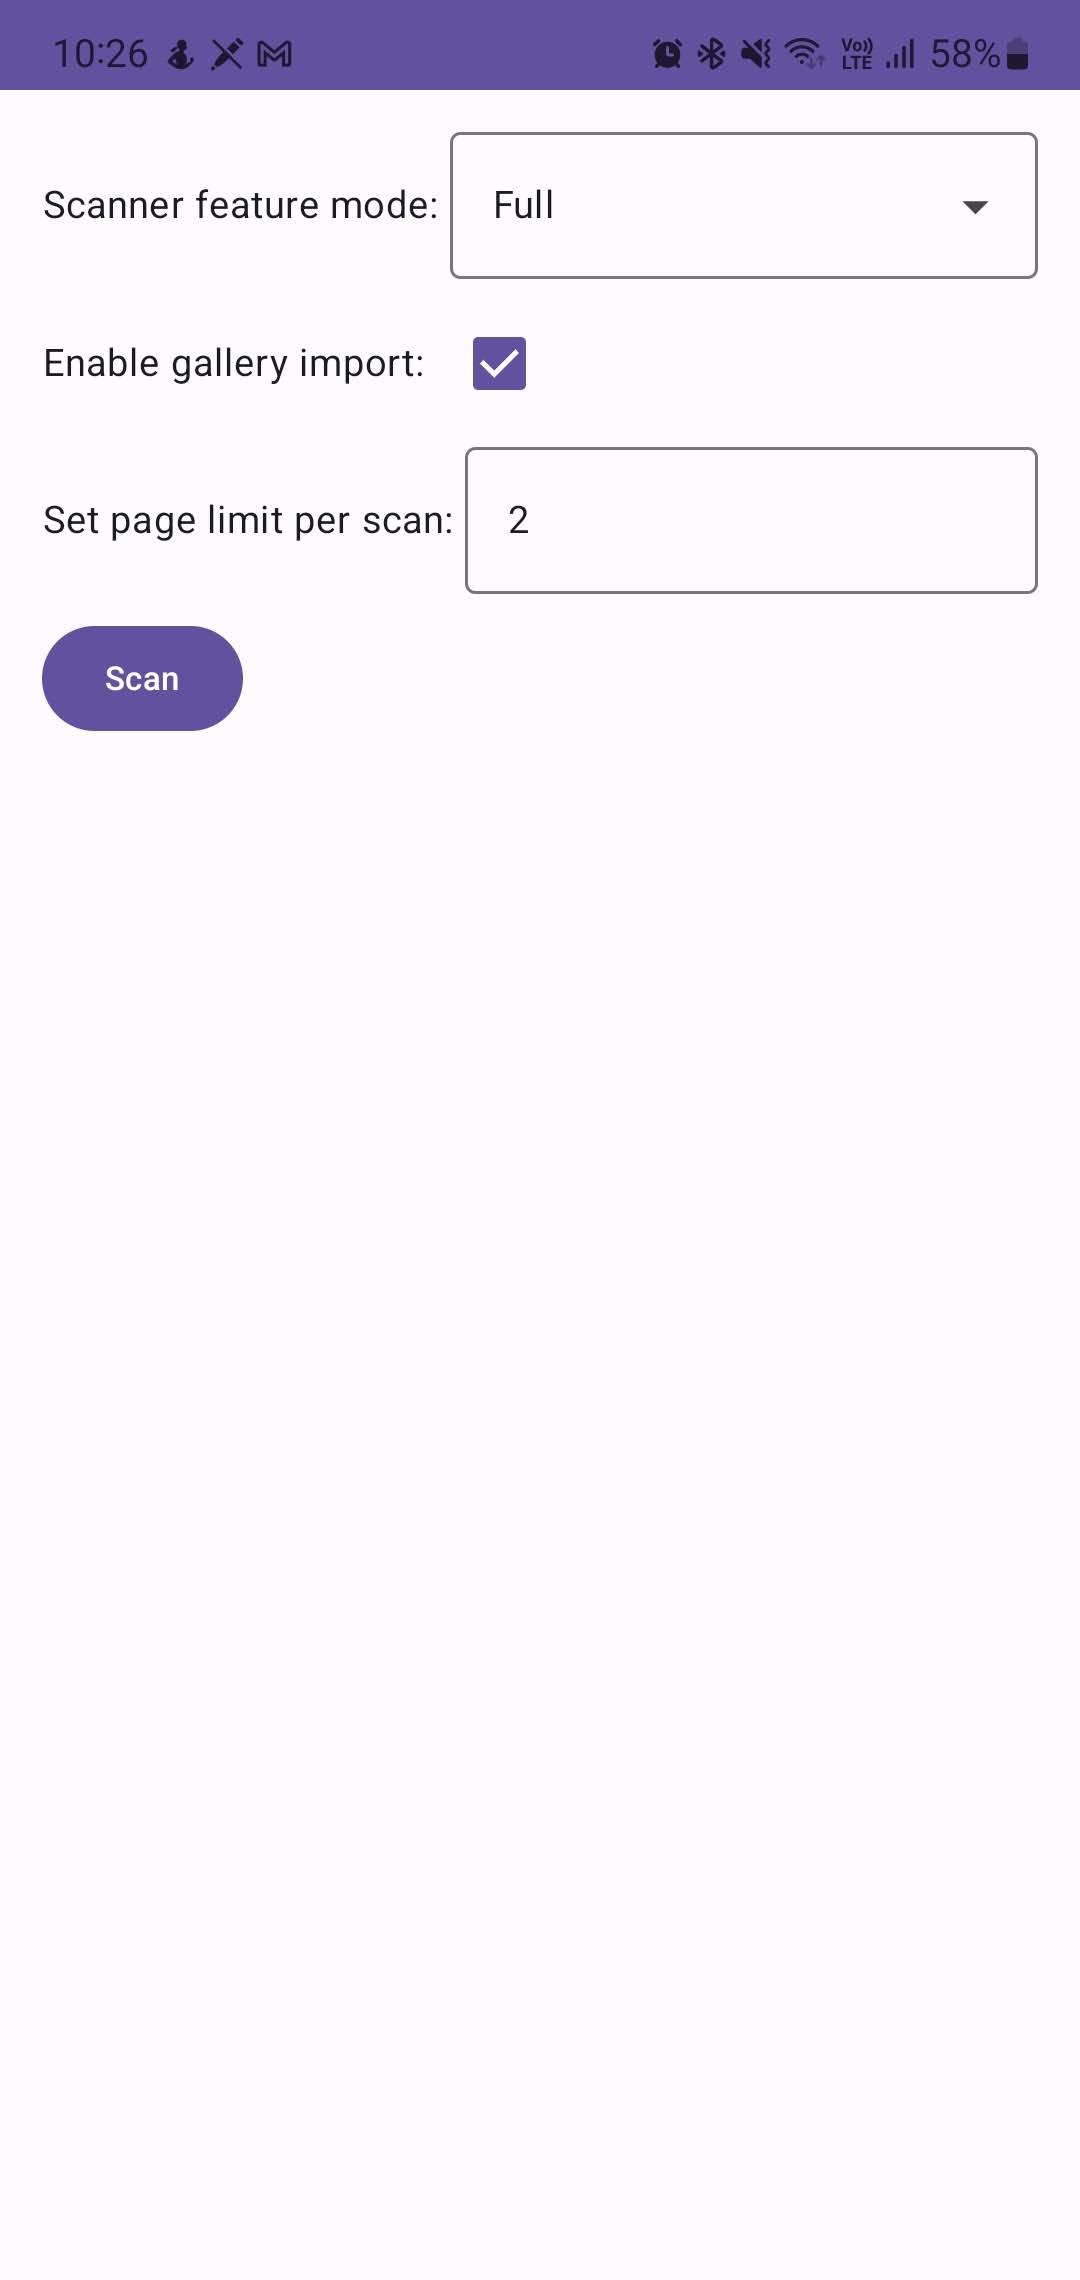 10:26
Vo)) LTE 58%
Scanner feature mode: Full
Enable gallery import:
Set page limit per scan: 2
Scan